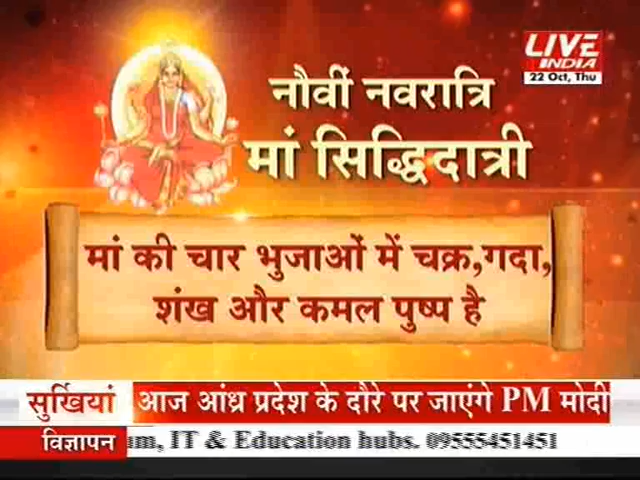 LIVE
INDIA
22 Oct, Thu
नौवीं नवरात्रि
मां सिद्धिदात्री
मां की चार भुजाओं में चक्र,गदा,
शंख और कमल पुष्प है
सुर्खियां आज आंध्र प्रदेश के दौरे पर जाएंगे PM मोदी
विज्ञापन IT & Education hubs. 09555451451